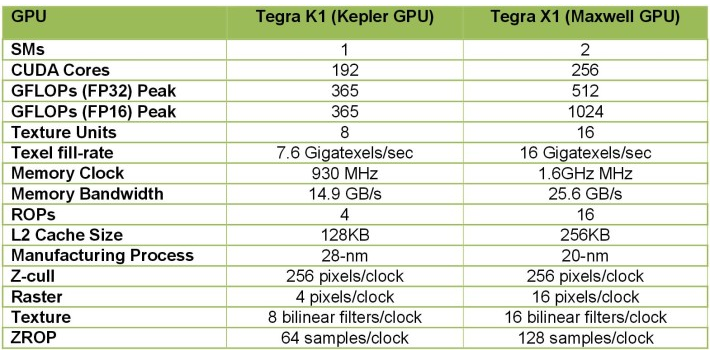 GPU Tegra K1 (Kepler GPU) Tegra X1 (Maxwell GPU)
SMs 1 2
CUDA Cores 192 256
GFLOPs (FP32) Peak 365 512
GFLOPs (FP16) Peak 365 1024
Texture Units 8 16
Texel fill-rate 7.6 Gigatexels/sec 16 Gigatexels/sec
Memory Clock 930 MHz 1.6GHz MHz
Memory Bandwidth 14.9 GB/s 25.6 GB/s
ROPs 4 16
L2 Cache Size 128KB 256KB
Manufacturing Process 28-nm 20-nm
Z-cull 256 pixels/clock 256 pixels/clock
Raster 4 pixels/clock 16 pixels/clock
Texture 8 bilinear filters/clock 16 bilinear filters/clock
ZROP 64 samples/clock 128 samples/clock